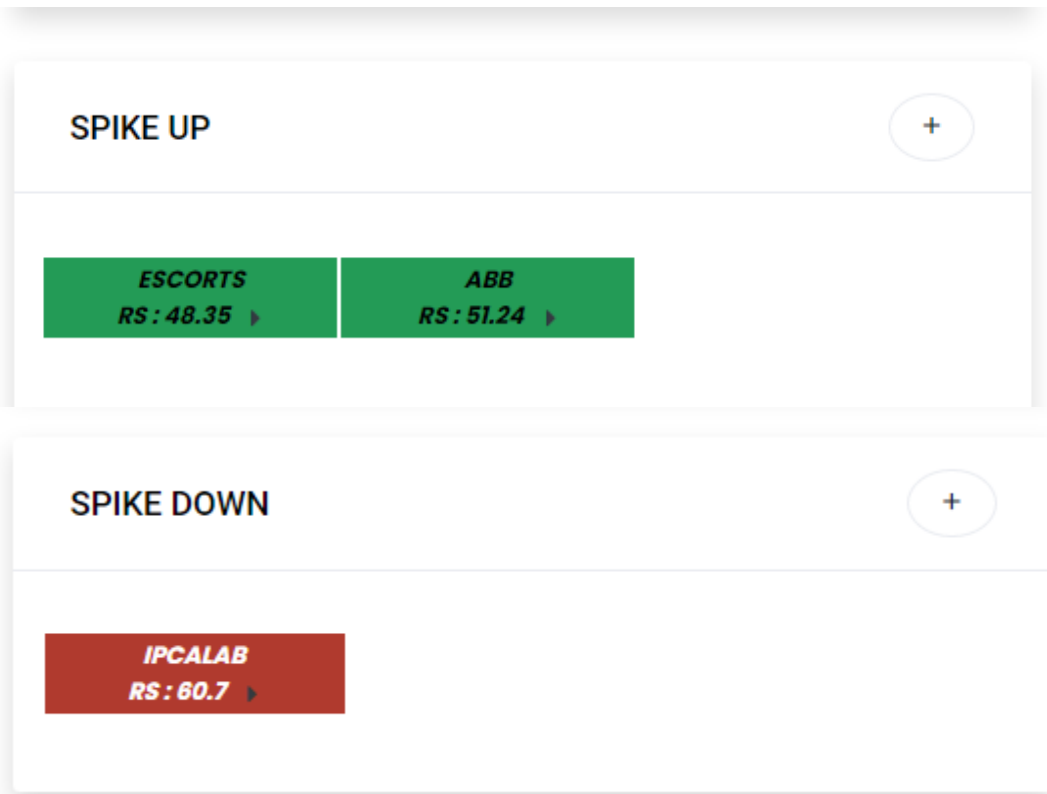 SPIKE UP
+
ESCORTS
RS : 48.35
ABB
RS : 51.24
SPIKE DOWN
+
IPCALAB
RS : 60.7